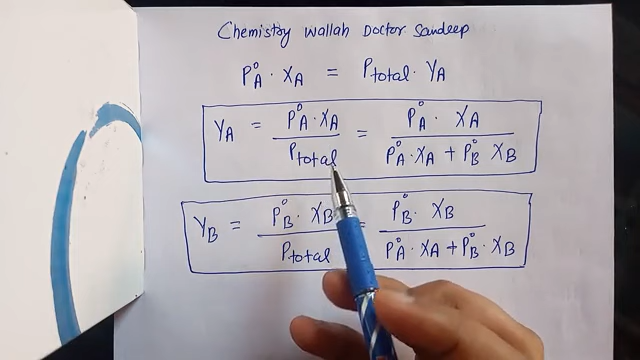 Chemistry Wallah Doctor Sandeep
P°A · XA = Ptotal · YA
YA = P°A · XA / Ptotal = P°A · XA / P°A · XA + P°B XB
YB = P°B · XB / Ptotal = P°B · XB / P°A · XA + P°B · XB